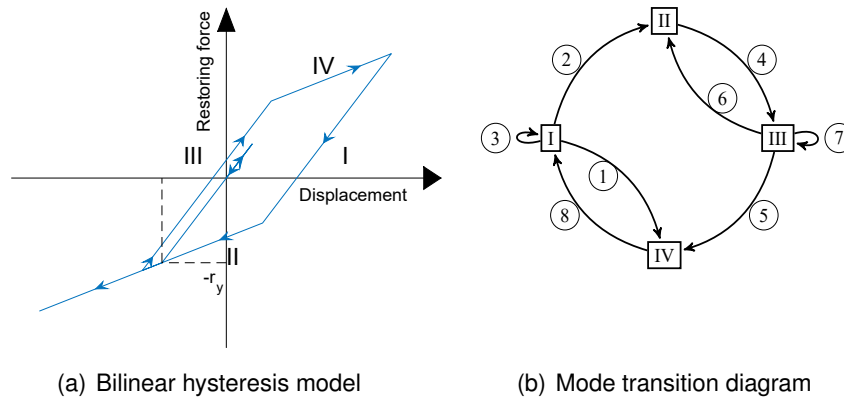 Restoring force
IV
III
I
Displacement
II
-r_y
(a) Bilinear hysteresis model
II
2
4
6
3
I
III
7
1
8
5
IV
(b) Mode transition diagram